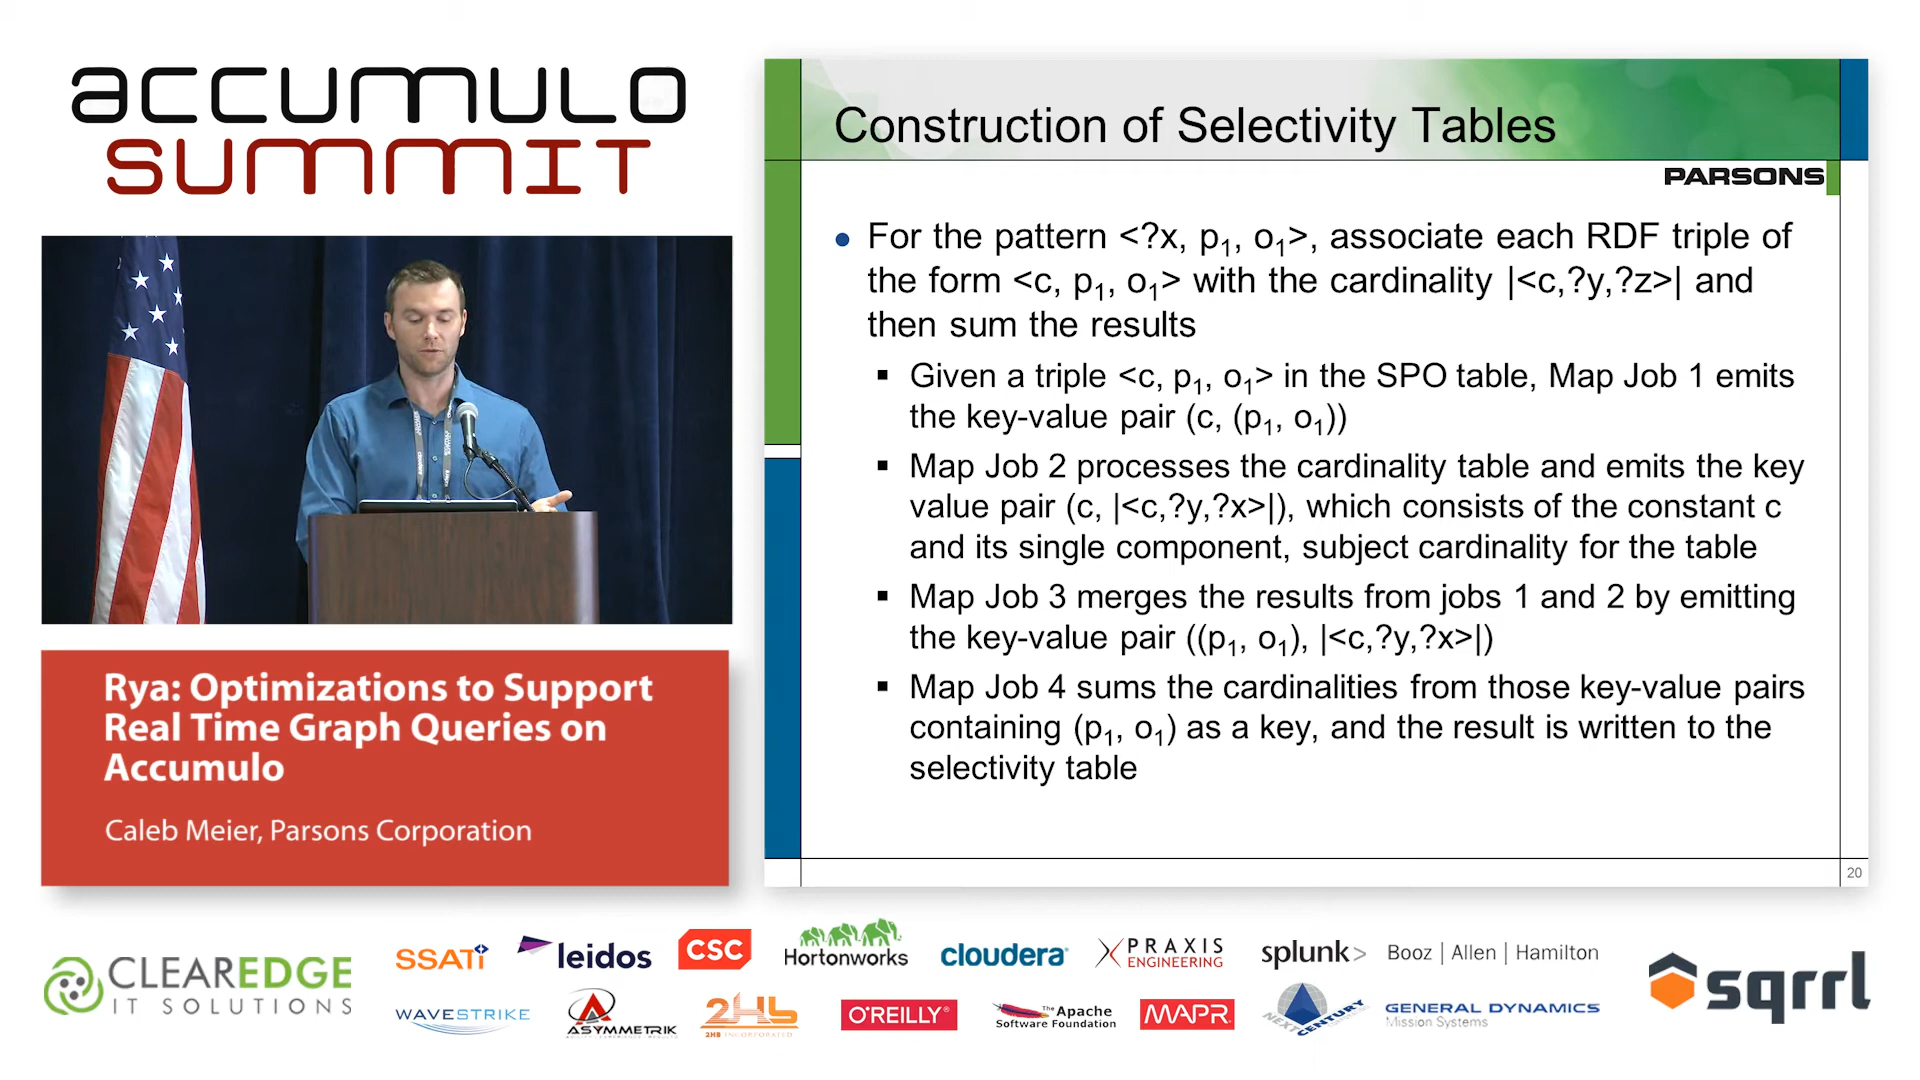 ACCUMULO
SUMMIT
Construction of Selectivity Tables
PARSONS
• For the pattern <?x, p₁, o₁>, associate each RDF triple of
the form <c, p₁, o₁> with the cardinality |<c,?y,?z>| and
then sum the results
▪ Given a triple <c, p₁, o₁> in the SPO table, Map Job 1 emits
the key-value pair (c, (p₁, o₁))
▪ Map Job 2 processes the cardinality table and emits the key
value pair (c, |<c,?y,?x>|), which consists of the constant c
and its single component, subject cardinality for the table
▪ Map Job 3 merges the results from jobs 1 and 2 by emitting
the key-value pair ((p₁, o₁), |<c,?y,?x>|)
▪ Map Job 4 sums the cardinalities from those key-value pairs
containing (p₁, o₁) as a key, and the result is written to the
selectivity table
20
Rya: Optimizations to Support
Real Time Graph Queries on
Accumulo
Caleb Meier, Parsons Corporation
CLEAREDGE
IT SOLUTIONS
SSATi
leidos
CSC
Hortonworks
cloudera
PRAXIS
ENGINEERING
splunk>
Booz | Allen | Hamilton
sqrrl
WAVESTRIKE
ASYMMETRIK
2HB
2HB INCORPORATED
O'REILLY®
The Apache
Software Foundation
MAPR
NEXT CENTURY
GENERAL DYNAMICS
Mission Systems